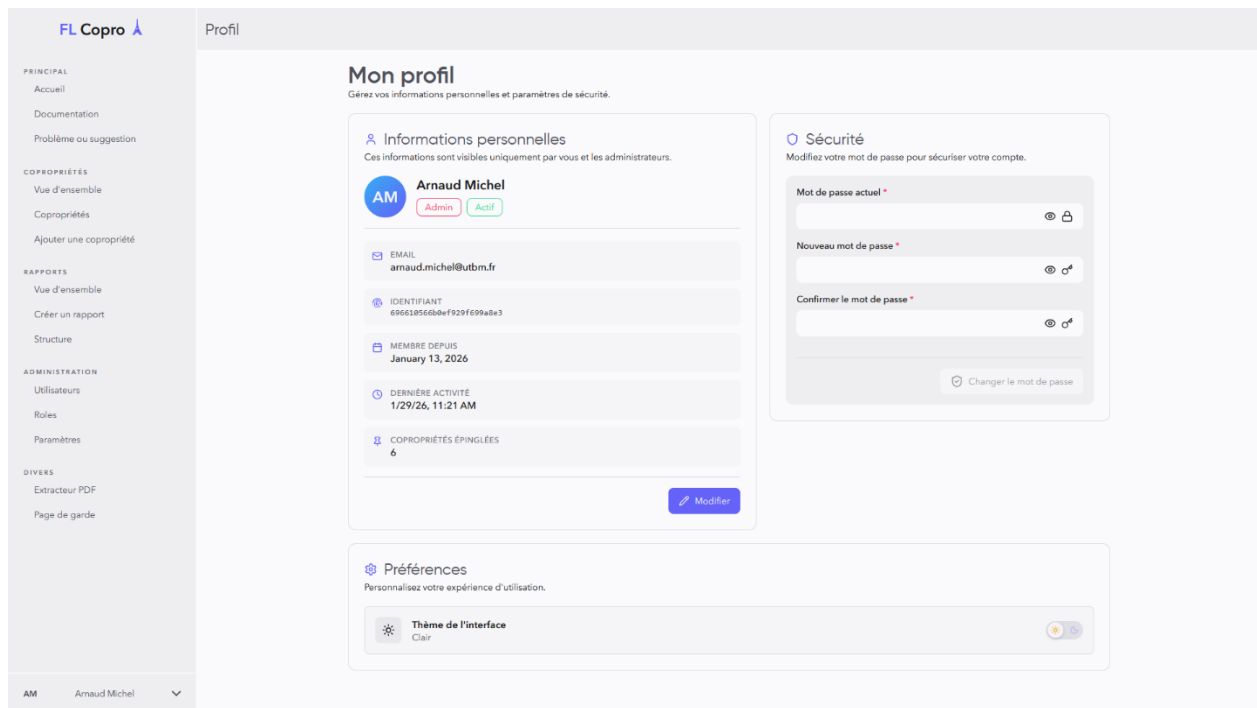 FL Copro
Profil
PRINCIPAL
Accueil
Documentation
Problème ou suggestion
COPROPRIÉTÉS
Vue d'ensemble
Copropriétés
Ajouter une copropriété
RAPPORTS
Vue d'ensemble
Créer un rapport
Structure
ADMINISTRATION
Utilisateurs
Roles
Paramètres
DIVERS
Extracteur PDF
Page de garde
AM Arnaud Michel
Mon profil
Gérez vos informations personnelles et paramètres de sécurité.
Informations personnelles
Ces informations sont visibles uniquement par vous et les administrateurs.
AM
Arnaud Michel
Admin Actif
EMAIL
arnaud.michel@utbm.fr
IDENTIFIANT
696610566b0ef929f699a8e3
MEMBRE DEPUIS
January 13, 2026
DERNIÈRE ACTIVITÉ
1/29/26, 11:21 AM
COPROPRIÉTÉS ÉPINGLÉES
6
Modifier
Sécurité
Modifiez votre mot de passe pour sécuriser votre compte.
Mot de passe actuel *
Nouveau mot de passe *
Confirmer le mot de passe *
Changer le mot de passe
Préférences
Personnalisez votre expérience d'utilisation.
Thème de l'interface
Clair